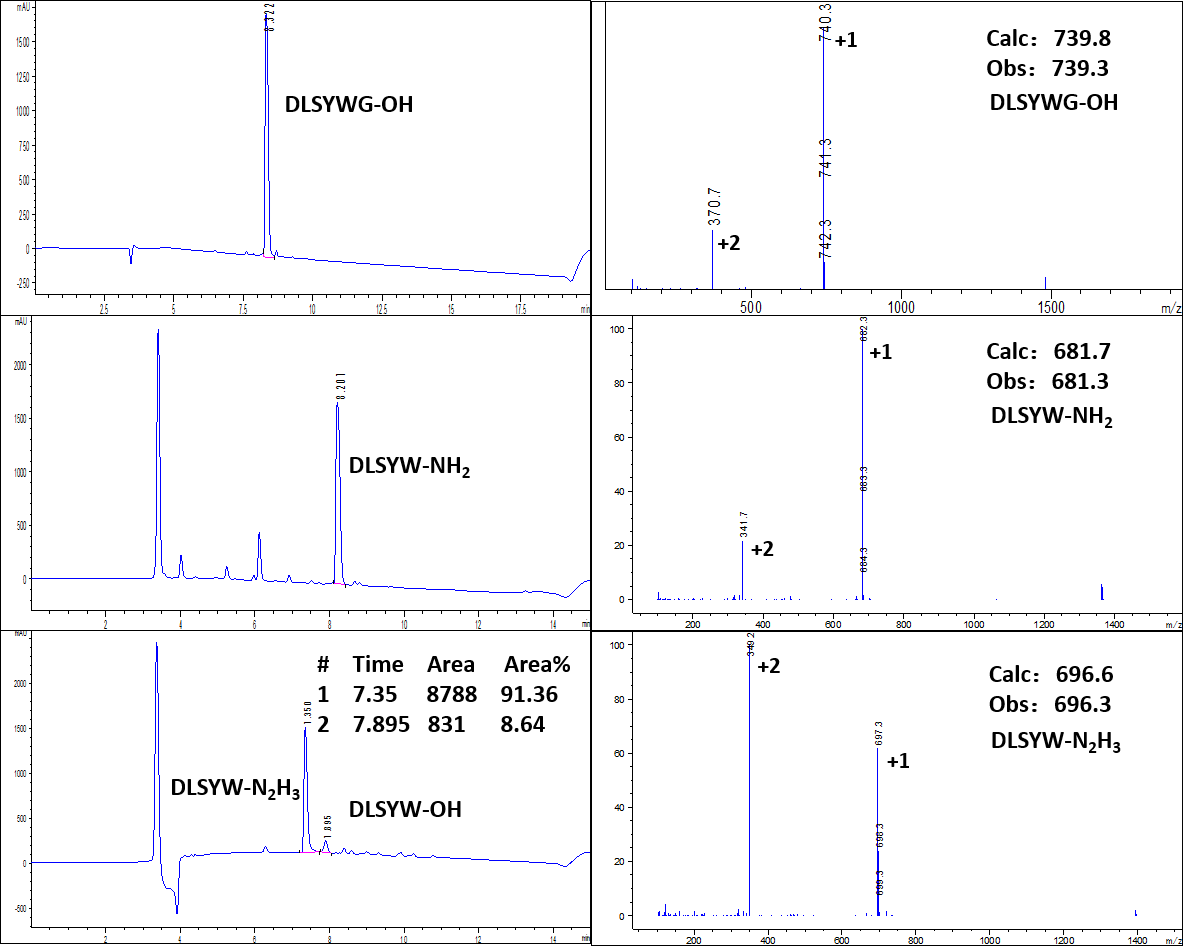 mAU
8.322
1500
1250
1000
750
500
250
0
-250
DLSYWG-OH
2.5 5 7.5 10 12.5 15 17.5 min
740.3
+1
741.3
742.3
370.7
+2
Calc：739.8
Obs：739.3
DLSYWG-OH
500 1000 1500 m/z
mAU
2000
1500
1000
500
0
8.201
DLSYW-NH2
2 4 6 8 10 12 14 min
100
80
60
40
20
0
682.3
+1
683.3
684.3
341.7
+2
Calc：681.7
Obs：681.3
DLSYW-NH2
200 400 600 800 1000 1200 1400 m/z
mAU
2000
1500
1000
500
0
-500
# Time Area Area%
1 7.35 8788 91.36
2 7.895 831 8.64
DLSYW-N2H3
DLSYW-OH
2 4 6 8 10 12 14 min
100
80
60
40
20
0
349.2
+2
697.3
+1
698.3
699.3
Calc：696.6
Obs：696.3
DLSYW-N2H3
200 400 600 800 1000 1200 1400 m/z